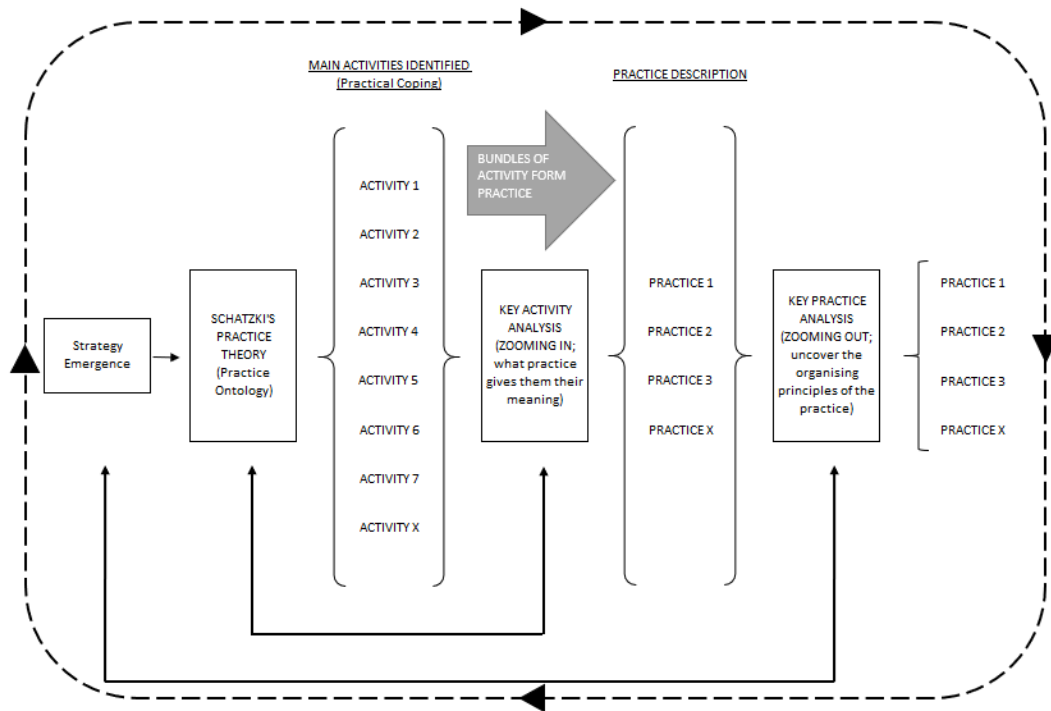 MAIN ACTIVITIES IDENTIFIED
(Practical Coping)
PRACTICE DESCRIPTION
BUNDLES OF
ACTIVITY FORM
PRACTICE
Strategy
Emergence
SCHATZKI'S
PRACTICE
THEORY
(Practice
Ontology)
ACTIVITY 1
ACTIVITY 2
ACTIVITY 3
ACTIVITY 4
ACTIVITY 5
ACTIVITY 6
ACTIVITY 7
ACTIVITY X
KEY ACTIVITY
ANALYSIS
(ZOOMING IN;
what practice
gives them their
meaning)
PRACTICE 1
PRACTICE 2
PRACTICE 3
PRACTICE X
KEY PRACTICE
ANALYSIS
(ZOOMING OUT;
uncover the
organising
principles of the
practice)
PRACTICE 1
PRACTICE 2
PRACTICE 3
PRACTICE X